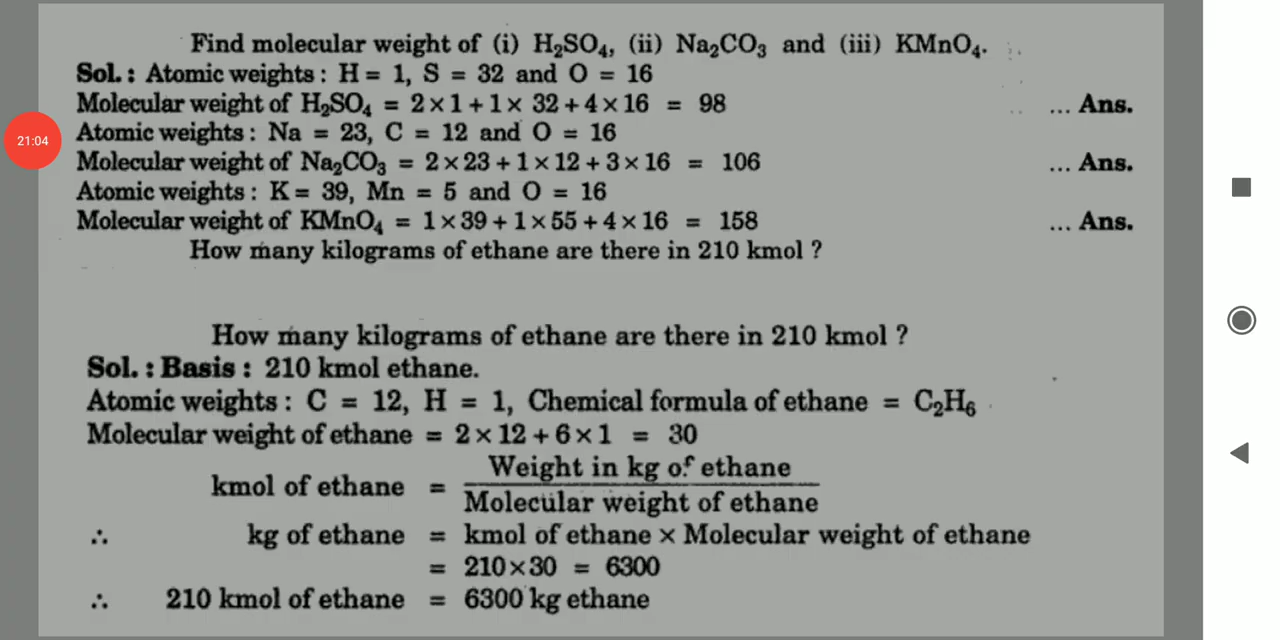 Find molecular weight of (i) H₂SO₄, (ii) Na₂CO₃ and (iii) KMnO₄.
Sol. : Atomic weights : H = 1, S = 32 and O = 16
Molecular weight of H₂SO₄ = 2 × 1 + 1 × 32 + 4 × 16 = 98 ... Ans.
21:04
Atomic weights : Na = 23, C = 12 and O = 16
Molecular weight of Na₂CO₃ = 2 × 23 + 1 × 12 + 3 × 16 = 106 ... Ans.
Atomic weights : K = 39, Mn = 5 and O = 16
Molecular weight of KMnO₄ = 1 × 39 + 1 × 55 + 4 × 16 = 158 ... Ans.
How many kilograms of ethane are there in 210 kmol ?
How many kilograms of ethane are there in 210 kmol ?
Sol. : Basis : 210 kmol ethane.
Atomic weights : C = 12, H = 1, Chemical formula of ethane = C₂H₆
Molecular weight of ethane = 2 × 12 + 6 × 1 = 30
Weight in kg of ethane
kmol of ethane =
Molecular weight of ethane
∴ kg of ethane = kmol of ethane × Molecular weight of ethane
= 210 × 30 = 6300
∴ 210 kmol of ethane = 6300 kg ethane